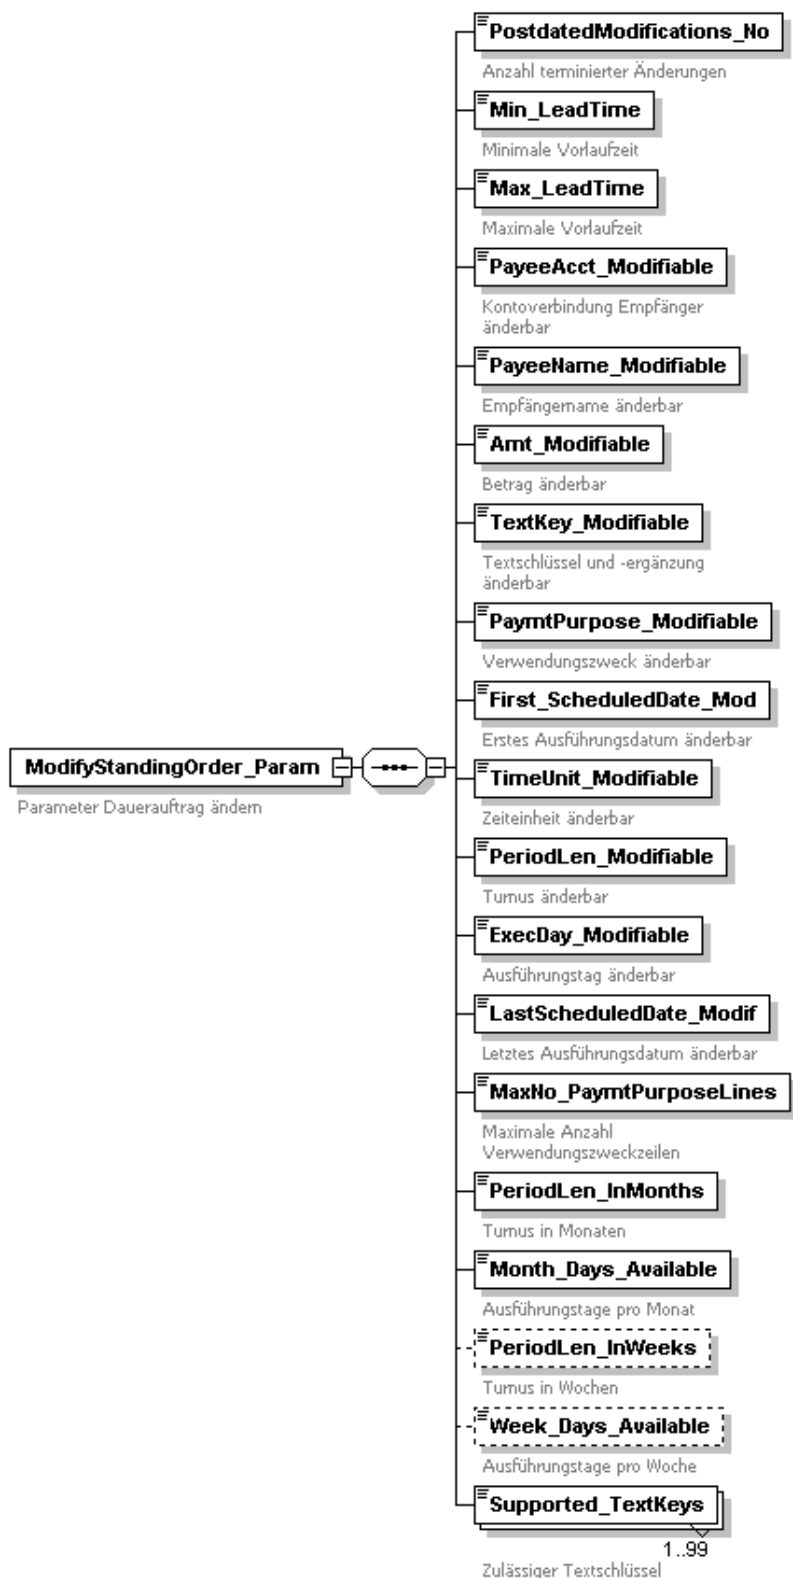 PostdatedModifications_No
Anzahl terminierter Änderungen
Min_LeadTime
Minimale Vorlaufzeit
Max_LeadTime
Maximale Vorlaufzeit
PayeeAcct_Modifiable
Kontoverbindung Empfänger
änderbar
PayeeName_Modifiable
Empfängername änderbar
Amt_Modifiable
Betrag änderbar
TextKey_Modifiable
Textschlüssel und -ergänzung
änderbar
PaymtPurpose_Modifiable
Verwendungszweck änderbar
First_ScheduledDate_Mod
Erstes Ausführungsdatum änderbar
ModifyStandingOrder_Param
Parameter Dauerauftrag ändern
TimeUnit_Modifiable
Zeiteinheit änderbar
PeriodLen_Modifiable
Turnus änderbar
ExecDay_Modifiable
Ausführungstag änderbar
LastScheduledDate_Modif
Letztes Ausführungsdatum änderbar
MaxNo_PaymtPurposeLines
Maximale Anzahl
Verwendungszweckzeilen
PeriodLen_InMonths
Turnus in Monaten
Month_Days_Available
Ausführungstage pro Monat
PeriodLen_InWeeks
Turnus in Wochen
Week_Days_Available
Ausführungstage pro Woche
Supported_TextKeys
1..99
Zulässiger Textschlüssel